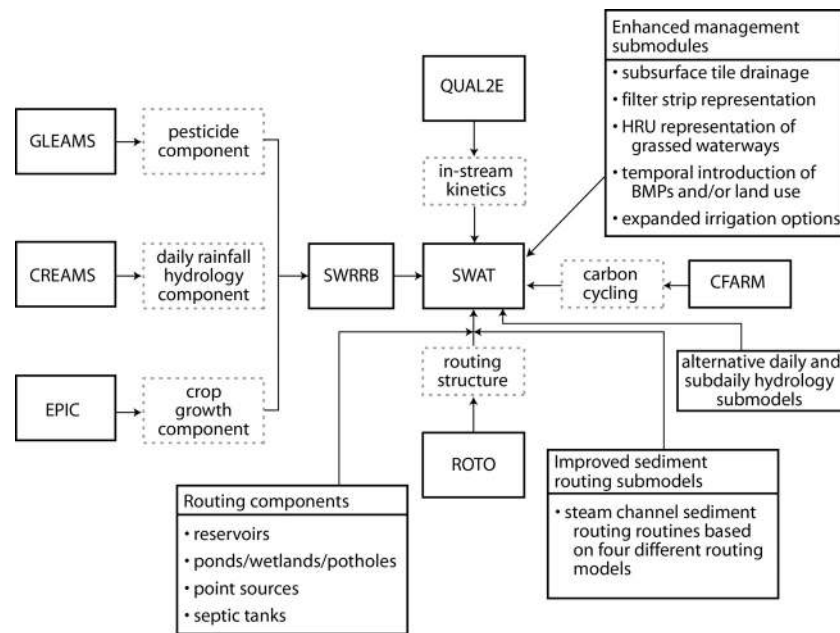 Enhanced management
submodules
• subsurface tile drainage
• filter strip representation
• HRU representation of
grassed waterways
• temporal introduction of
BMPs and/or land use
• expanded irrigation options
QUAL2E
GLEAMS
pesticide
component
in-stream
kinetics
CREAMS
daily rainfall
hydrology
component
SWRRB
SWAT
carbon
cycling
CFARM
routing
structure
alternative daily and
subdaily hydrology
submodels
EPIC
crop
growth
component
ROTO
Improved sediment
routing submodels
• steam channel sediment
routing routines based
on four different routing
models
Routing components
• reservoirs
• ponds/wetlands/potholes
• point sources
• septic tanks